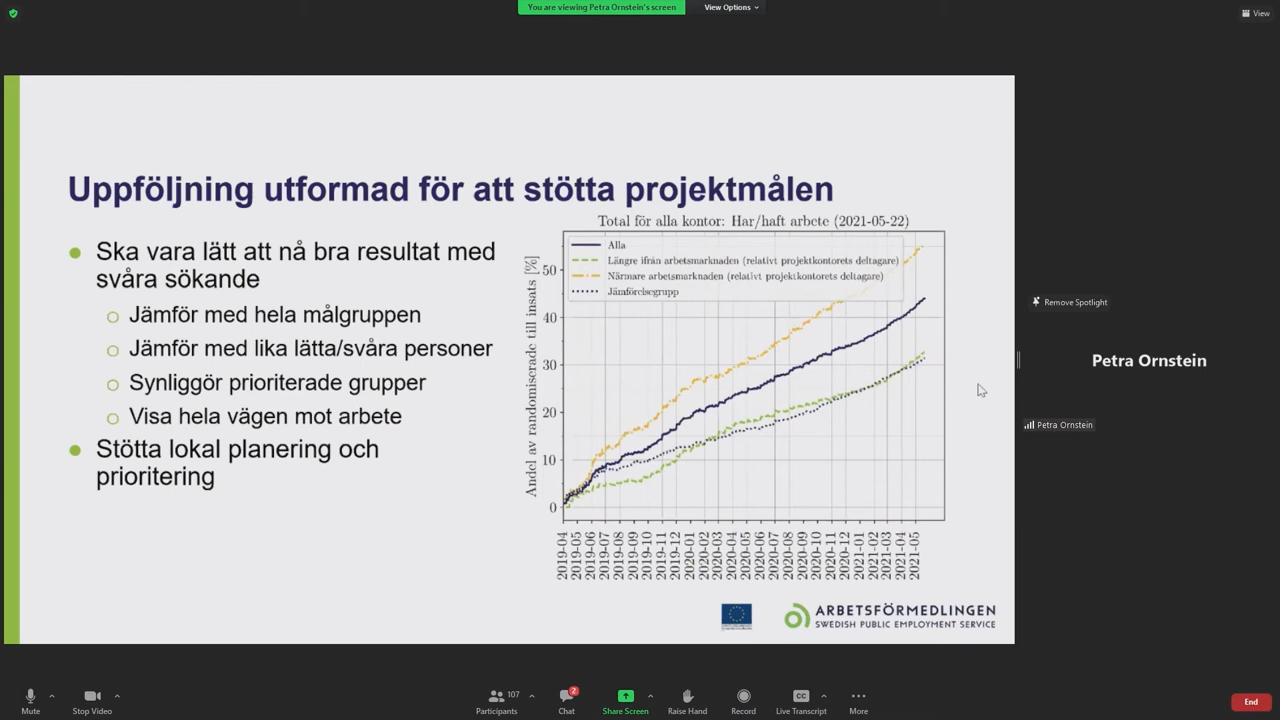 You are viewing Petra Ornstein's screen
View Options
View
Uppföljning utformad för att stötta projektmålen
Ska vara lätt att nå bra resultat med
svåra sökande
Jämför med hela målgruppen
Jämför med lika lätta/svåra personer
Synliggör prioriterade grupper
Visa hela vägen mot arbete
Stötta lokal planering och
prioritering
Total för alla kontor: Har/haft arbete (2021-05-22)
Alla
Längre ifrån arbetsmarknaden (relativt projektkontorets deltagare)
Närmare arbetsmarknaden (relativt projektkontorets deltagare)
Jämförelsegrupp
Andel av randomiserade till insats [%]
50
40
30
20
10
0
2019-04
2019-05
2019-06
2019-07
2019-08
2019-09
2019-10
2019-11
2019-12
2020-01
2020-02
2020-03
2020-04
2020-05
2020-06
2020-07
2020-08
2020-09
2020-10
2020-11
2020-12
2021-01
2021-02
2021-03
2021-04
2021-05
ARBETSFÖRMEDLINGEN
SWEDISH PUBLIC EMPLOYMENT SERVICE
Remove Spotlight
Petra Ornstein
Petra Ornstein
Mute
Stop Video
107
Participants
2
Chat
Share Screen
Raise Hand
Record
CC
Live Transcript
More
End